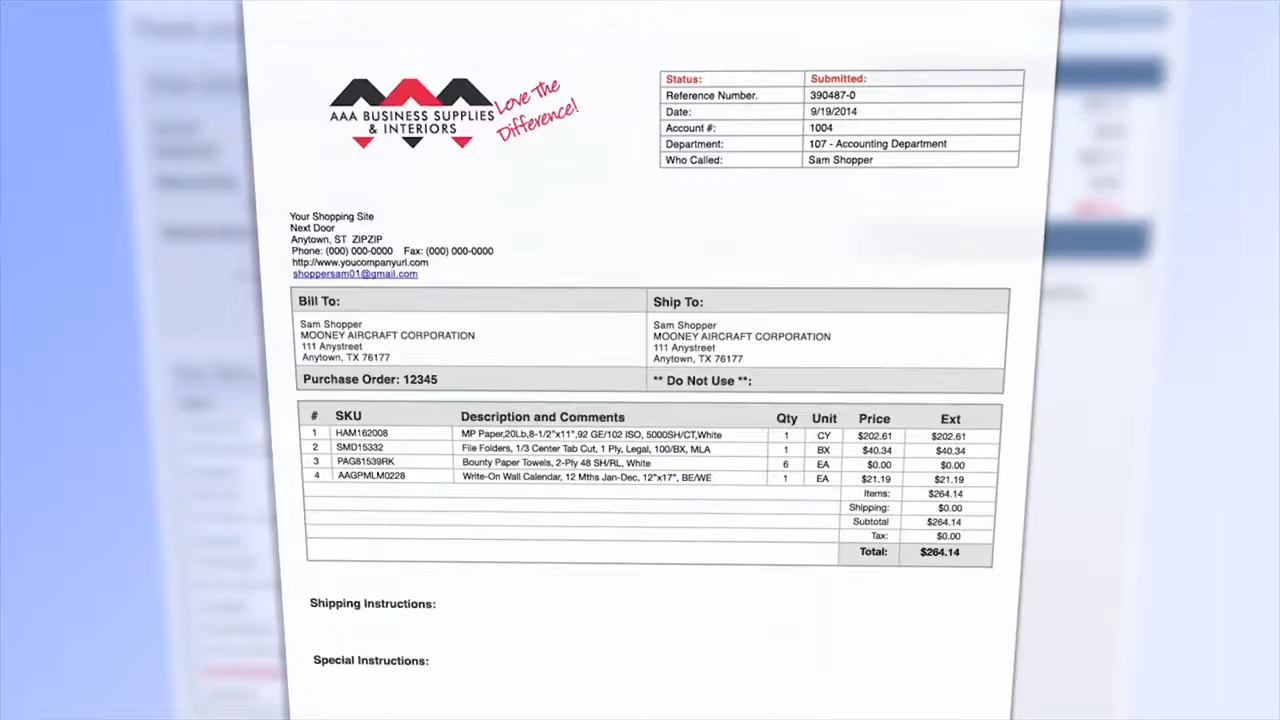 AAA BUSINESS SUPPLIES
& INTERIORS
Love The
Difference!
Status: Submitted:
Reference Number. 390487-0
Date: 9/19/2014
Account #: 1004
Department: 107 - Accounting Department
Who Called: Sam Shopper
Your Shopping Site
Next Door
Anytown, ST ZIPZIP
Phone: (000) 000-0000 Fax: (000) 000-0000
http://www.youcompanyurl.com
shoppersam01@gmail.com
Bill To: Ship To:
Sam Shopper Sam Shopper
MOONEY AIRCRAFT CORPORATION MOONEY AIRCRAFT CORPORATION
111 Anystreet 111 Anystreet
Anytown, TX 76177 Anytown, TX 76177
Purchase Order: 12345 ** Do Not Use **:
# SKU Description and Comments Qty Unit Price Ext
1 HAM162008 MP Paper,20Lb,8-1/2"x11",92 GE/102 ISO, 5000SH/CT,White 1 CY $202.61 $202.61
2 SMD15332 File Folders, 1/3 Center Tab Cut, 1 Ply, Legal, 100/BX, MLA 1 BX $40.34 $40.34
3 PAG81539RK Bounty Paper Towels, 2-Ply 48 SH/RL, White 6 EA $0.00 $0.00
4 AAGPMLM0228 Write-On Wall Calendar, 12 Mths Jan-Dec, 12"x17", BE/WE 1 EA $21.19 $21.19
Items: $264.14
Shipping: $0.00
Subtotal $264.14
Tax: $0.00
Total: $264.14
Shipping Instructions:
Special Instructions: